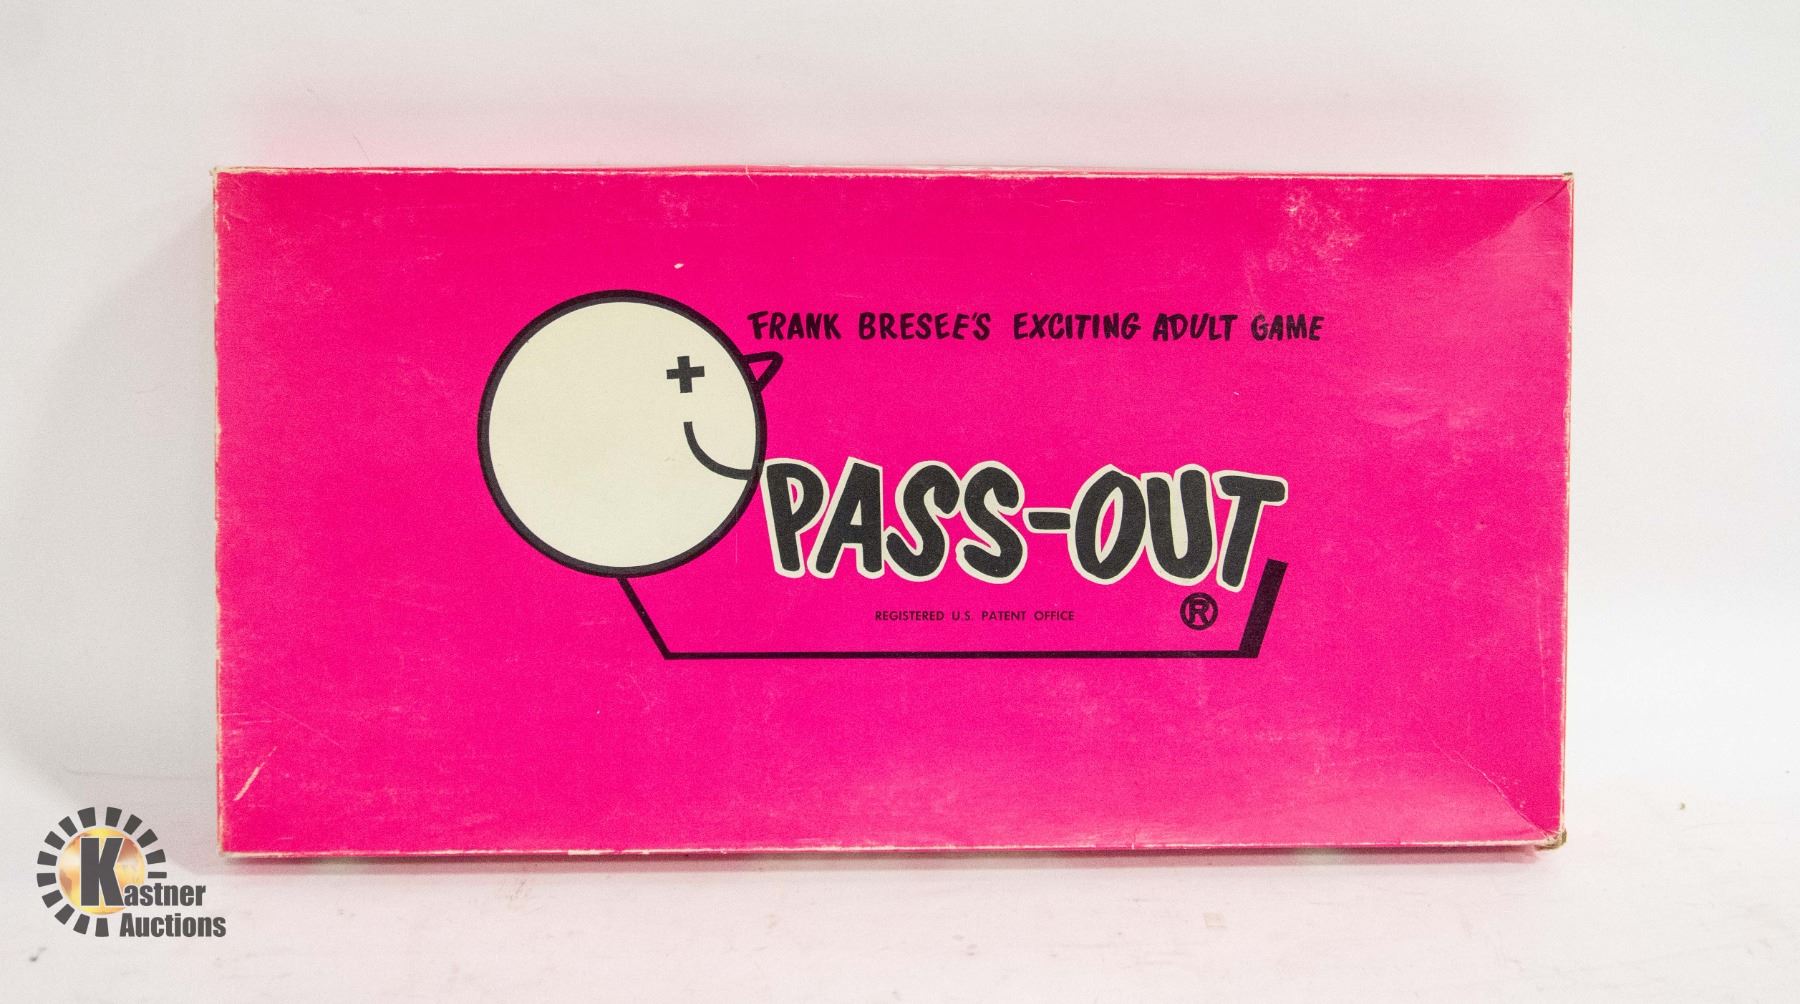 FRANK BRESEE'S EXCITING ADULT GAME
PASS-OUT
REGISTERED U.S. PATENT OFFICE
®
Kastner
Auctions